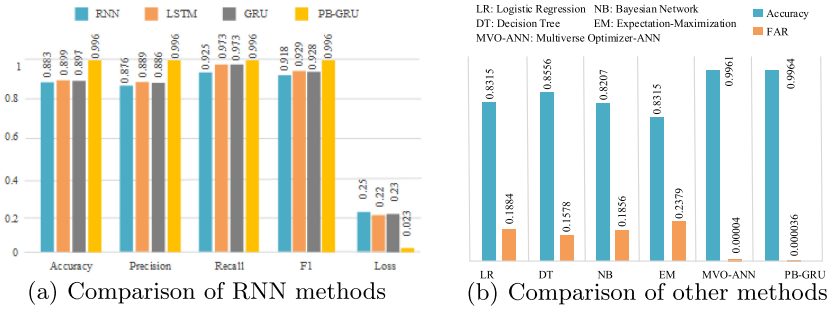 RNN LSTM GRU PB-GRU
0.883 0.899 0.897 0.996 0.876 0.889 0.886 0.996 0.925 0.973 0.973 0.996 0.918 0.929 0.928 0.996
1
0.8
0.6
0.4
0.2
0
0.25 0.22 0.23 0.023
Accuracy Precision Recall F1 Loss
(a) Comparison of RNN methods
LR: Logistic Regression NB: Bayesian Network
DT: Decision Tree EM: Expectation-Maximization
MVO-ANN: Multiverse Optimizer-ANN
Accuracy
FAR
0.8315 0.8556 0.8207 0.8315 0.9961 0.9964
0.1884 0.1578 0.1856 0.2379 0.00004 0.000036
LR DT NB EM MVO-ANN PB-GRU
(b) Comparison of other methods